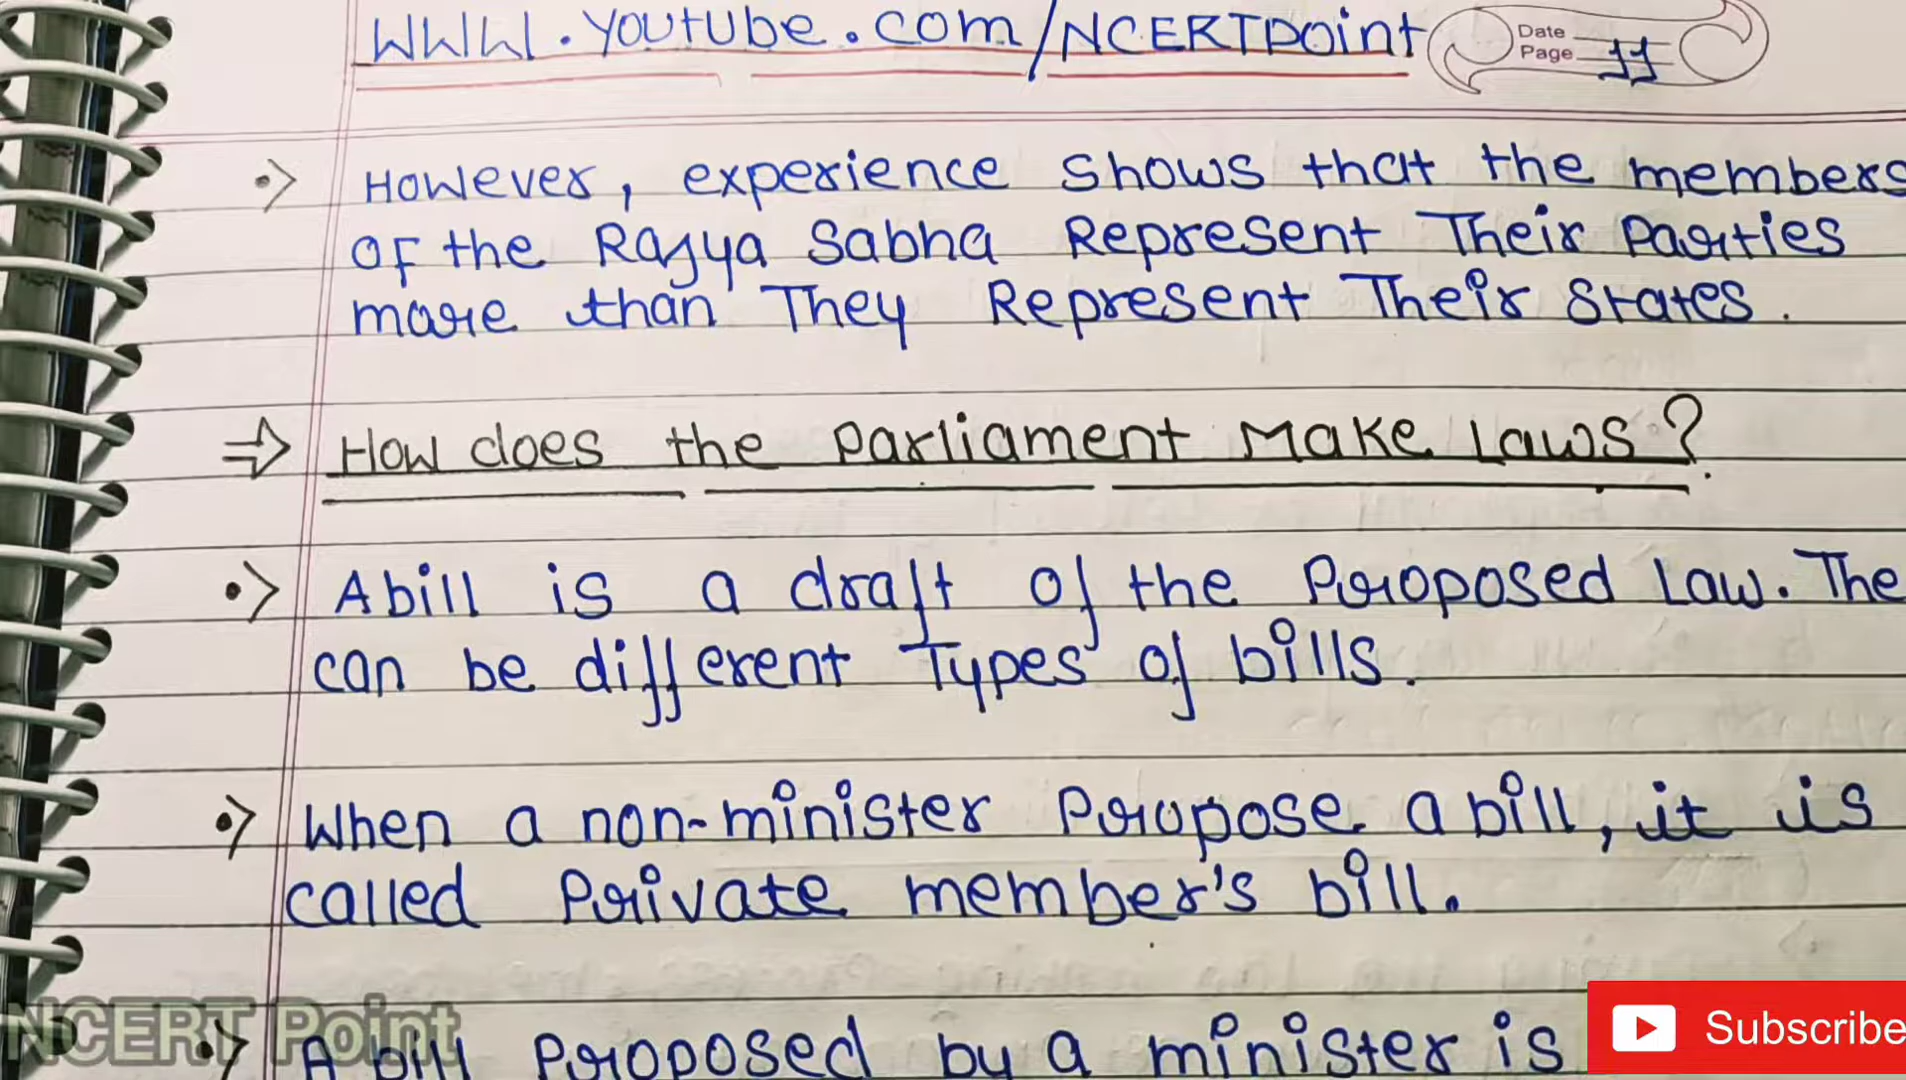 www.youtube.com/NCERTPoint
Date
Page 11
However, experience shows that the members
of the Rajya Sabha Represent Their Parties
more than They Represent Their States.
How does the Parliament Make Laws?
A bill is a draft of the Proposed Law. The
can be different Types of bills.
When a non-minister Propose a bill, it is
called Private member's bill.
A bill Proposed by a minister is
NCERT Point
Subscribe